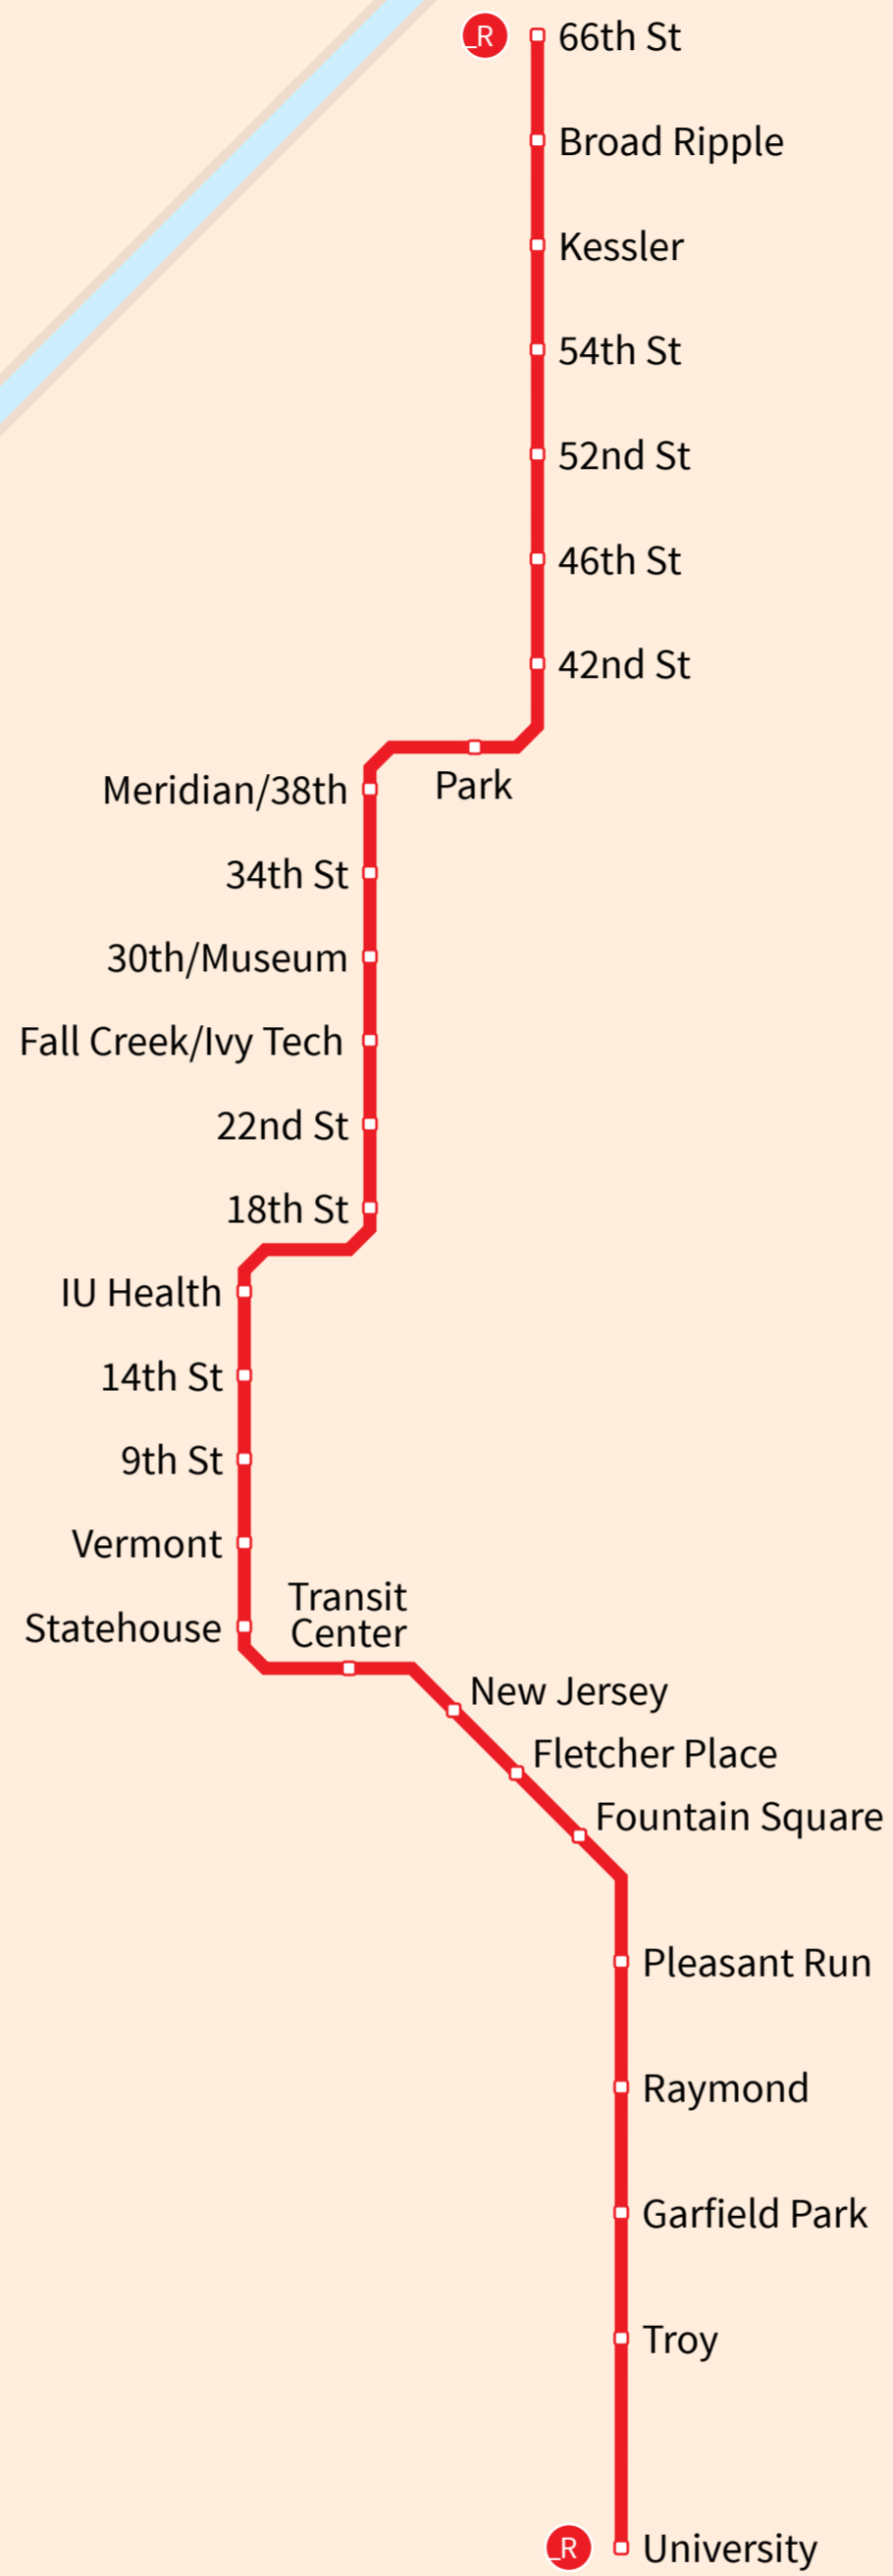 R 66th St
Broad Ripple
Kessler
54th St
52nd St
46th St
42nd St
Park
Meridian/38th
34th St
30th/Museum
Fall Creek/Ivy Tech
22nd St
18th St
IU Health
14th St
9th St
Vermont
Transit
Center
Statehouse
New Jersey
Fletcher Place
Fountain Square
Pleasant Run
Raymond
Garfield Park
Troy
R University